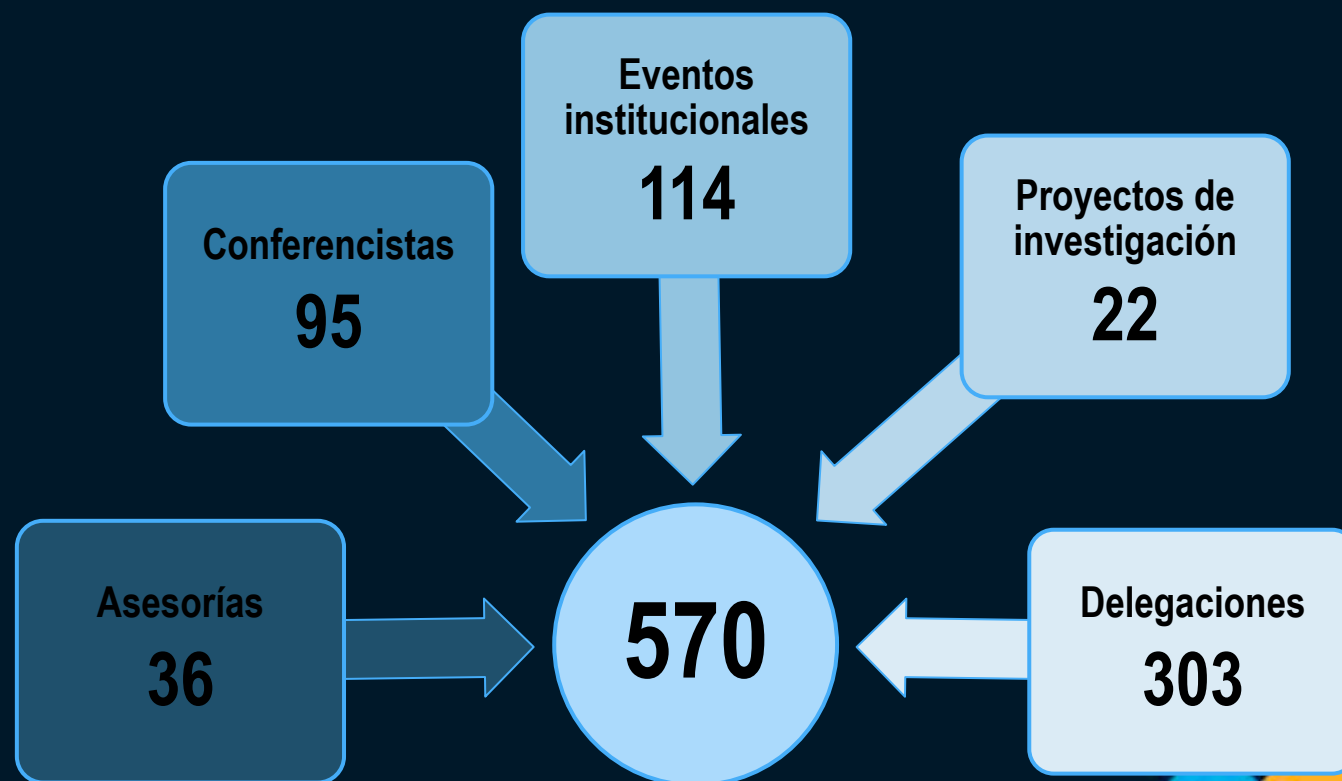 Eventos
institucionales
114
Conferencistas
95
Proyectos de
investigación
22
Asesorías
36
570
Delegaciones
303